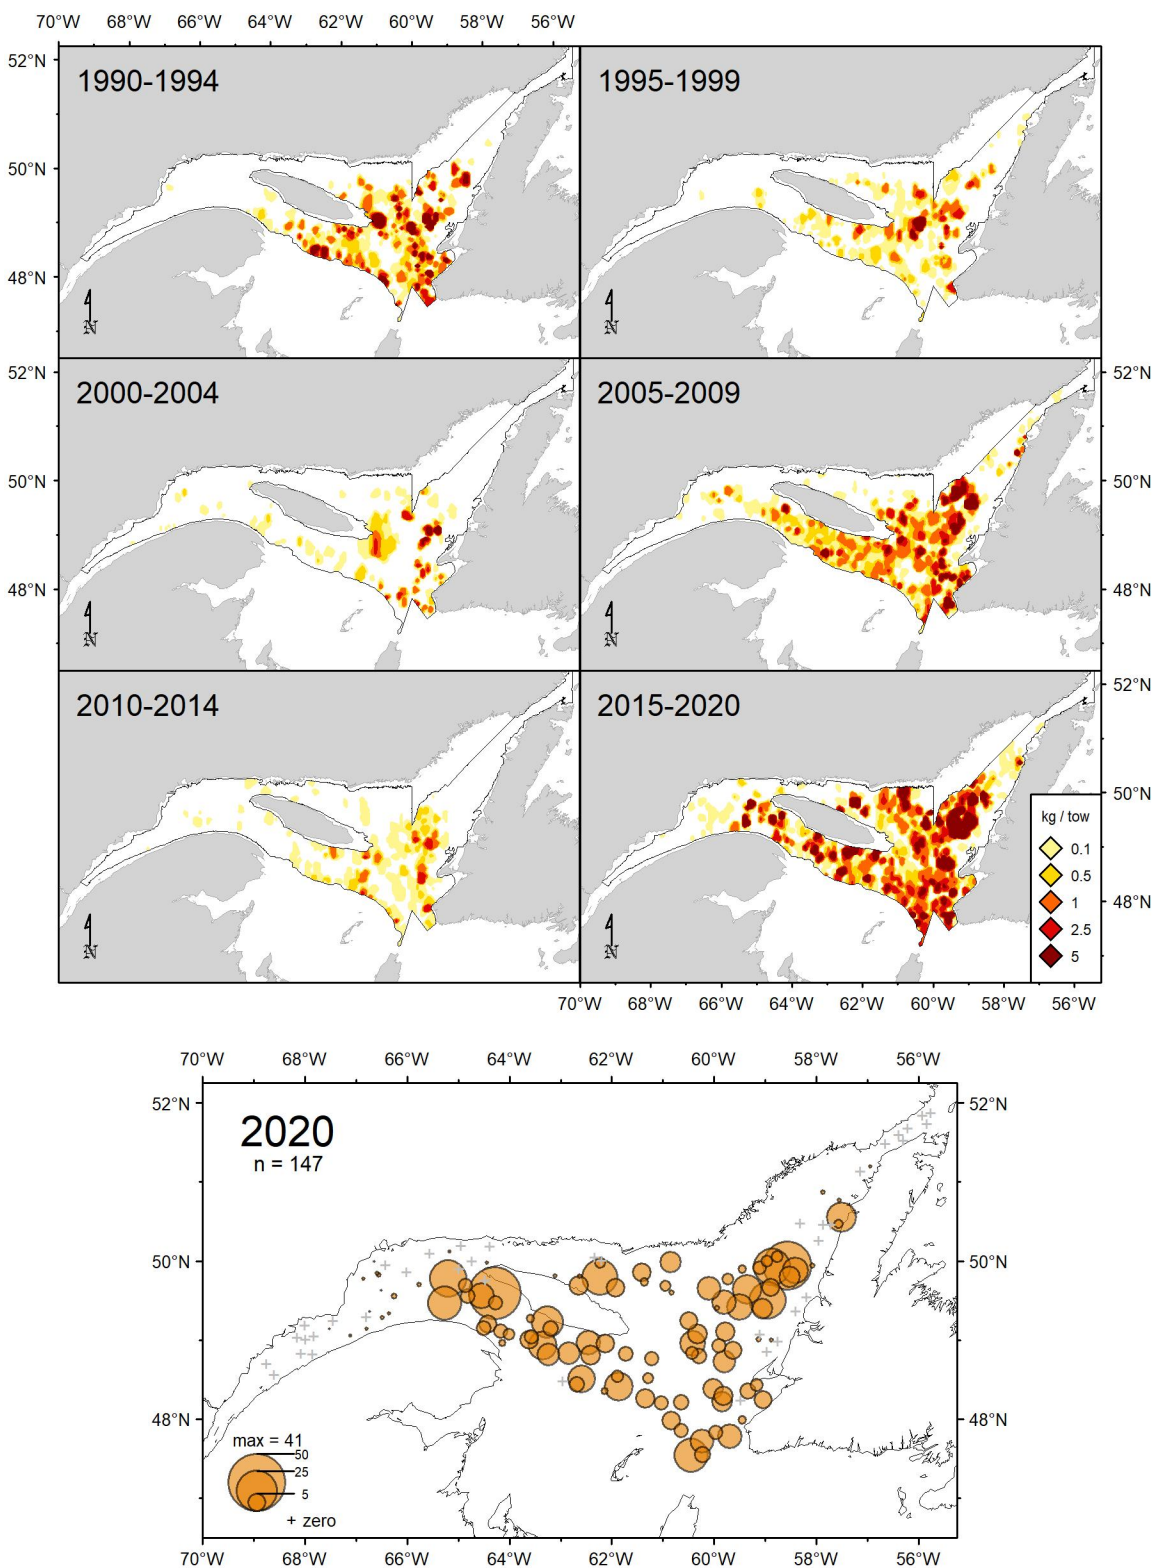 70°W 68°W 66°W 64°W 62°W 60°W 58°W 56°W
52°N
1990-1994
1995-1999
50°N
48°N
N
N
52°N
2000-2004
2005-2009
52°N
50°N
50°N
48°N
48°N
N
N
2010-2014
2015-2020
52°N
50°N
kg / tow
0.1
0.5
1
2.5
5
48°N
N
N
70°W 68°W 66°W 64°W 62°W 60°W 58°W 56°W
70°W 68°W 66°W 64°W 62°W 60°W 58°W 56°W
52°N
2020
n = 147
52°N
50°N
50°N
48°N
48°N
max = 41
50
25
5
+ zero
70°W 68°W 66°W 64°W 62°W 60°W 58°W 56°W